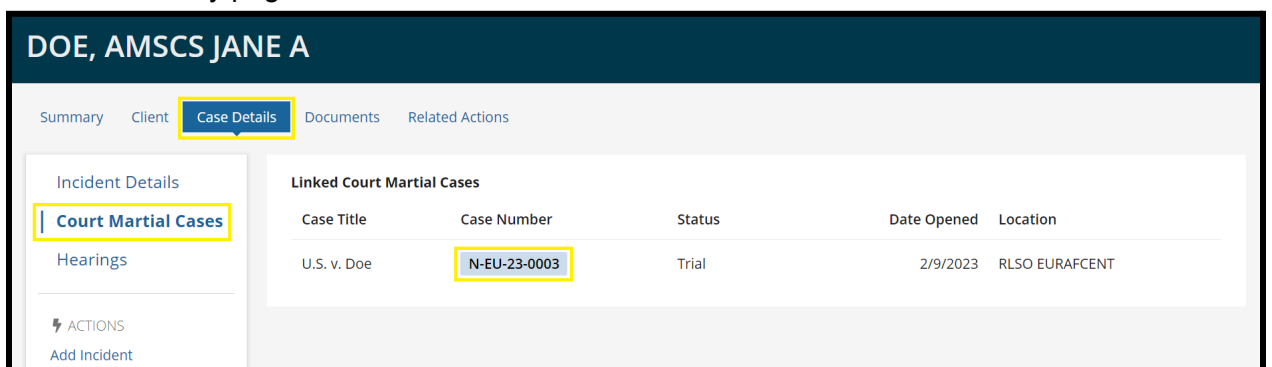 DOE, AMSCS JANE A
Summary Client Case Details Documents Related Actions
Incident Details
Court Martial Cases
Hearings
ACTIONS
Add Incident
Linked Court Martial Cases
Case Title Case Number Status Date Opened Location
U.S. v. Doe N-EU-23-0003 Trial 2/9/2023 RLSO EURAFCENT